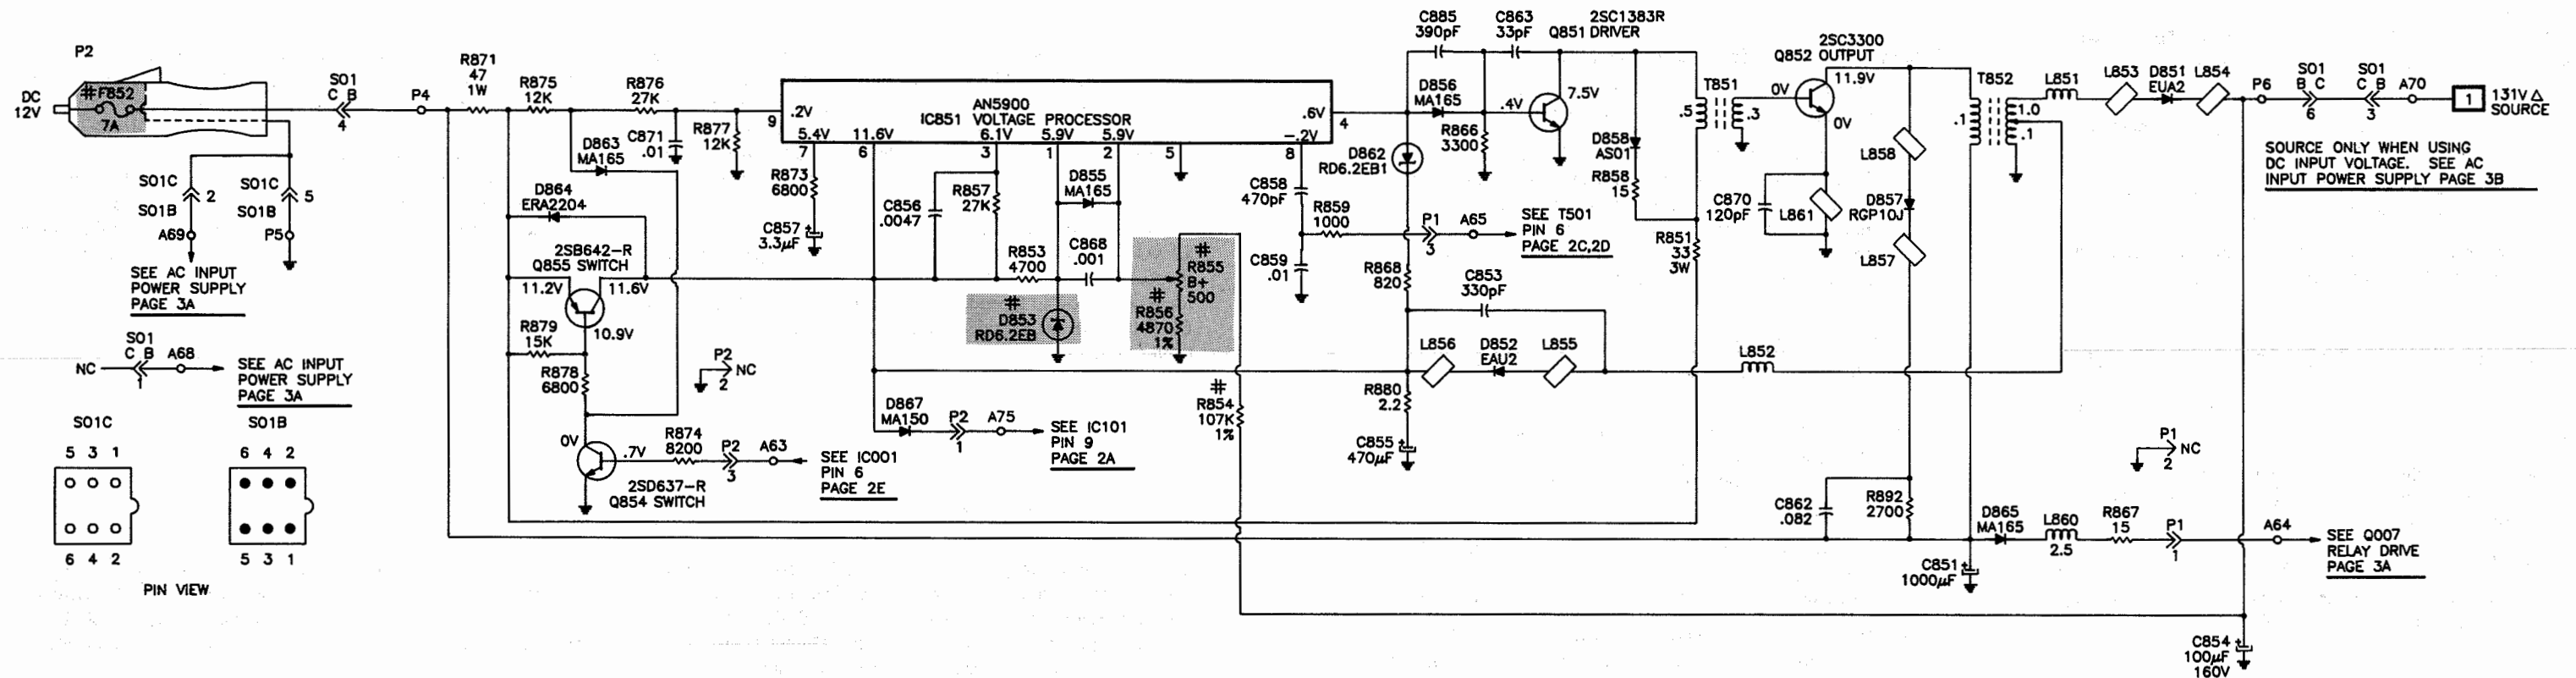 P2
DC
12V
#F852
7A
S01
C B
4
P4
R871
47
1W
R875
12K
R876
27K
D863
MA165
C871
.01
R877
12K
9
.2V
AN5900
IC851 VOLTAGE PROCESSOR
5.4V
11.6V
6.1V
5.9V
5.9V
-.2V
.6V
7
6
3
1
2
5
8
4
S01C
2
S01B
A69
SEE AC INPUT
POWER SUPPLY
PAGE 3A
S01C
5
S01B
P5
D864
ERA2204
2SB642-R
Q855 SWITCH
11.2V
11.6V
10.9V
R879
15K
R878
6800
R873
6800
C857
3.3µF
+
C856
.0047
R857
27K
D855
MA165
R853
4700
C868
.001
#
D853
RD6.2EB
#
R855
B+
500
#
R856
4870
1%
C858
470pF
R859
1000
C859
.01
P1
3
A65
SEE T501
PIN 6
PAGE 2C,2D
C885
390pF
C863
33pF
2SC1383R
Q851 DRIVER
D856
MA165
.4V
7.5V
R866
3300
D862
RD6.2EB1
D858
AS01
R858
15
T851
.5
.3
R851
33
3W
2SC3300
Q852 OUTPUT
0V
11.9V
0V
C870
120pF
L861
L858
D857
RGP10J
L857
T852
.1
1.0
.1
L851
L853
D851
EUA2
L854
P6
S01
B C
6
S01
C B
3
A70
1
131V △
SOURCE
SOURCE ONLY WHEN USING
DC INPUT VOLTAGE. SEE AC
INPUT POWER SUPPLY PAGE 3B
R868
820
C853
330pF
L856
D852
EAU2
L855
L852
R880
2.2
C855
470µF
+
#
R854
107K
1%
NC
S01
C B
1
A68
SEE AC INPUT
POWER SUPPLY
PAGE 3A
P2
NC
2
D867
MA150
P2
1
A75
SEE IC101
PIN 9
PAGE 2A
0V
.7V
R874
8200
P2
3
A63
SEE IC001
PIN 6
PAGE 2E
2SD637-R
Q854 SWITCH
S01C
5 3 1
6 4 2
S01B
6 4 2
5 3 1
PIN VIEW
P1
NC
2
C862
.082
R892
2700
D865
MA165
L860
2.5
R867
15
P1
1
A64
SEE Q007
RELAY DRIVE
PAGE 3A
C851
1000µF
+
C854
100µF
160V
+